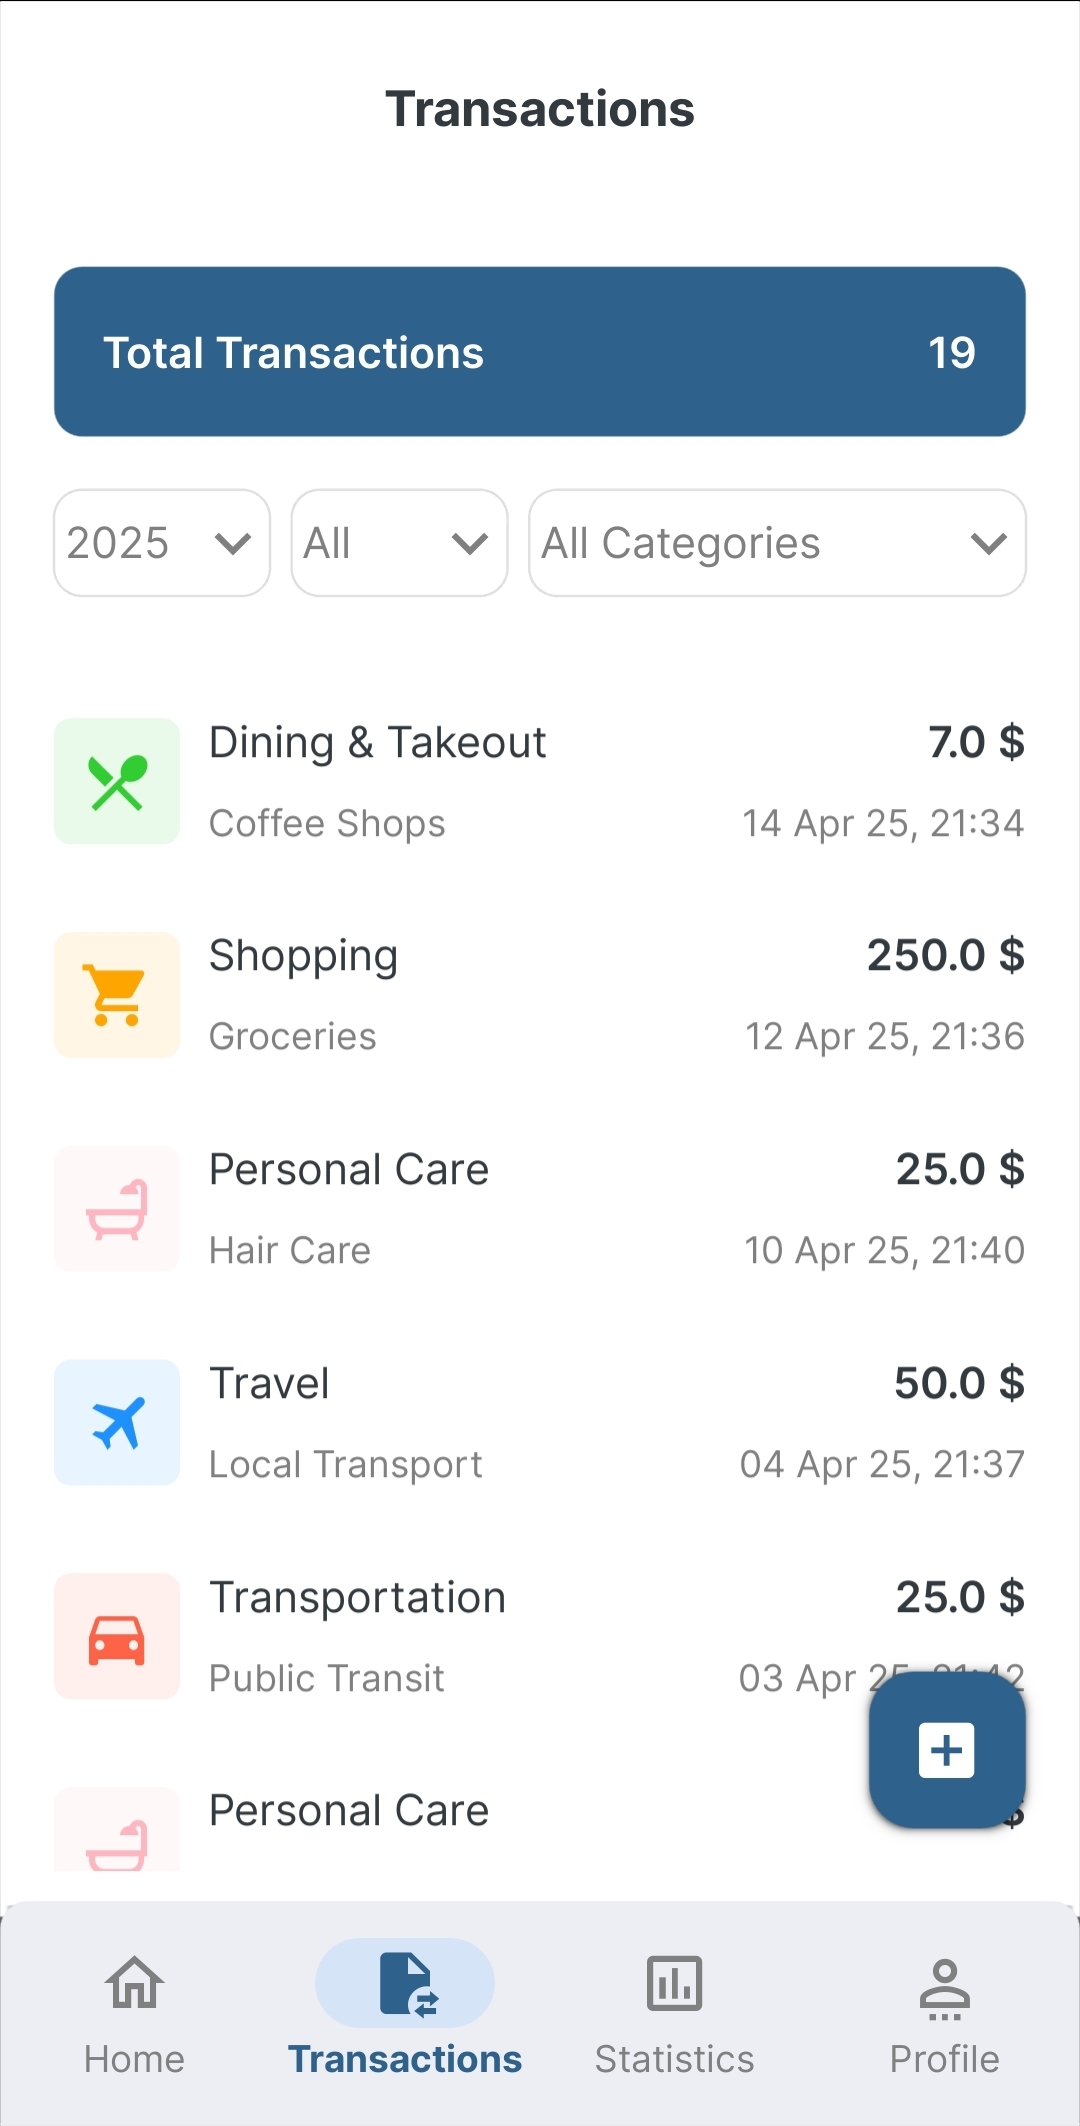 Transactions
Total Transactions 19
2025 All All Categories
Dining & Takeout 7.0 $
Coffee Shops 14 Apr 25, 21:34
Shopping 250.0 $
Groceries 12 Apr 25, 21:36
Personal Care 25.0 $
Hair Care 10 Apr 25, 21:40
Travel 50.0 $
Local Transport 04 Apr 25, 21:37
Transportation 25.0 $
Public Transit 03 Apr 25, 21:42
Personal Care $
Home Transactions Statistics Profile